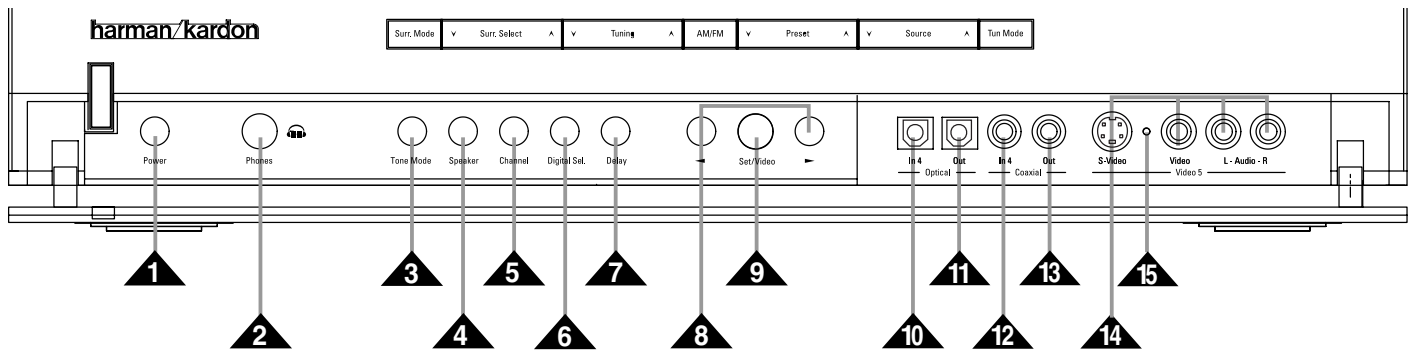 harman/kardon
Surr. Mode ˅ Surr. Select ˄ ˅ Tuning ˄ AM/FM ˅ Preset ˄ ˅ Source ˄ Tun Mode
Power Phones Tone Mode Speaker Channel Digital Sel. Delay ◄ Set/Video ► In 4 Out In 4 Out S-Video Video L - Audio - R
Optical Coaxial Video 5
1 3 5 7 9 11 13 15
2 4 6 8 10 12 14